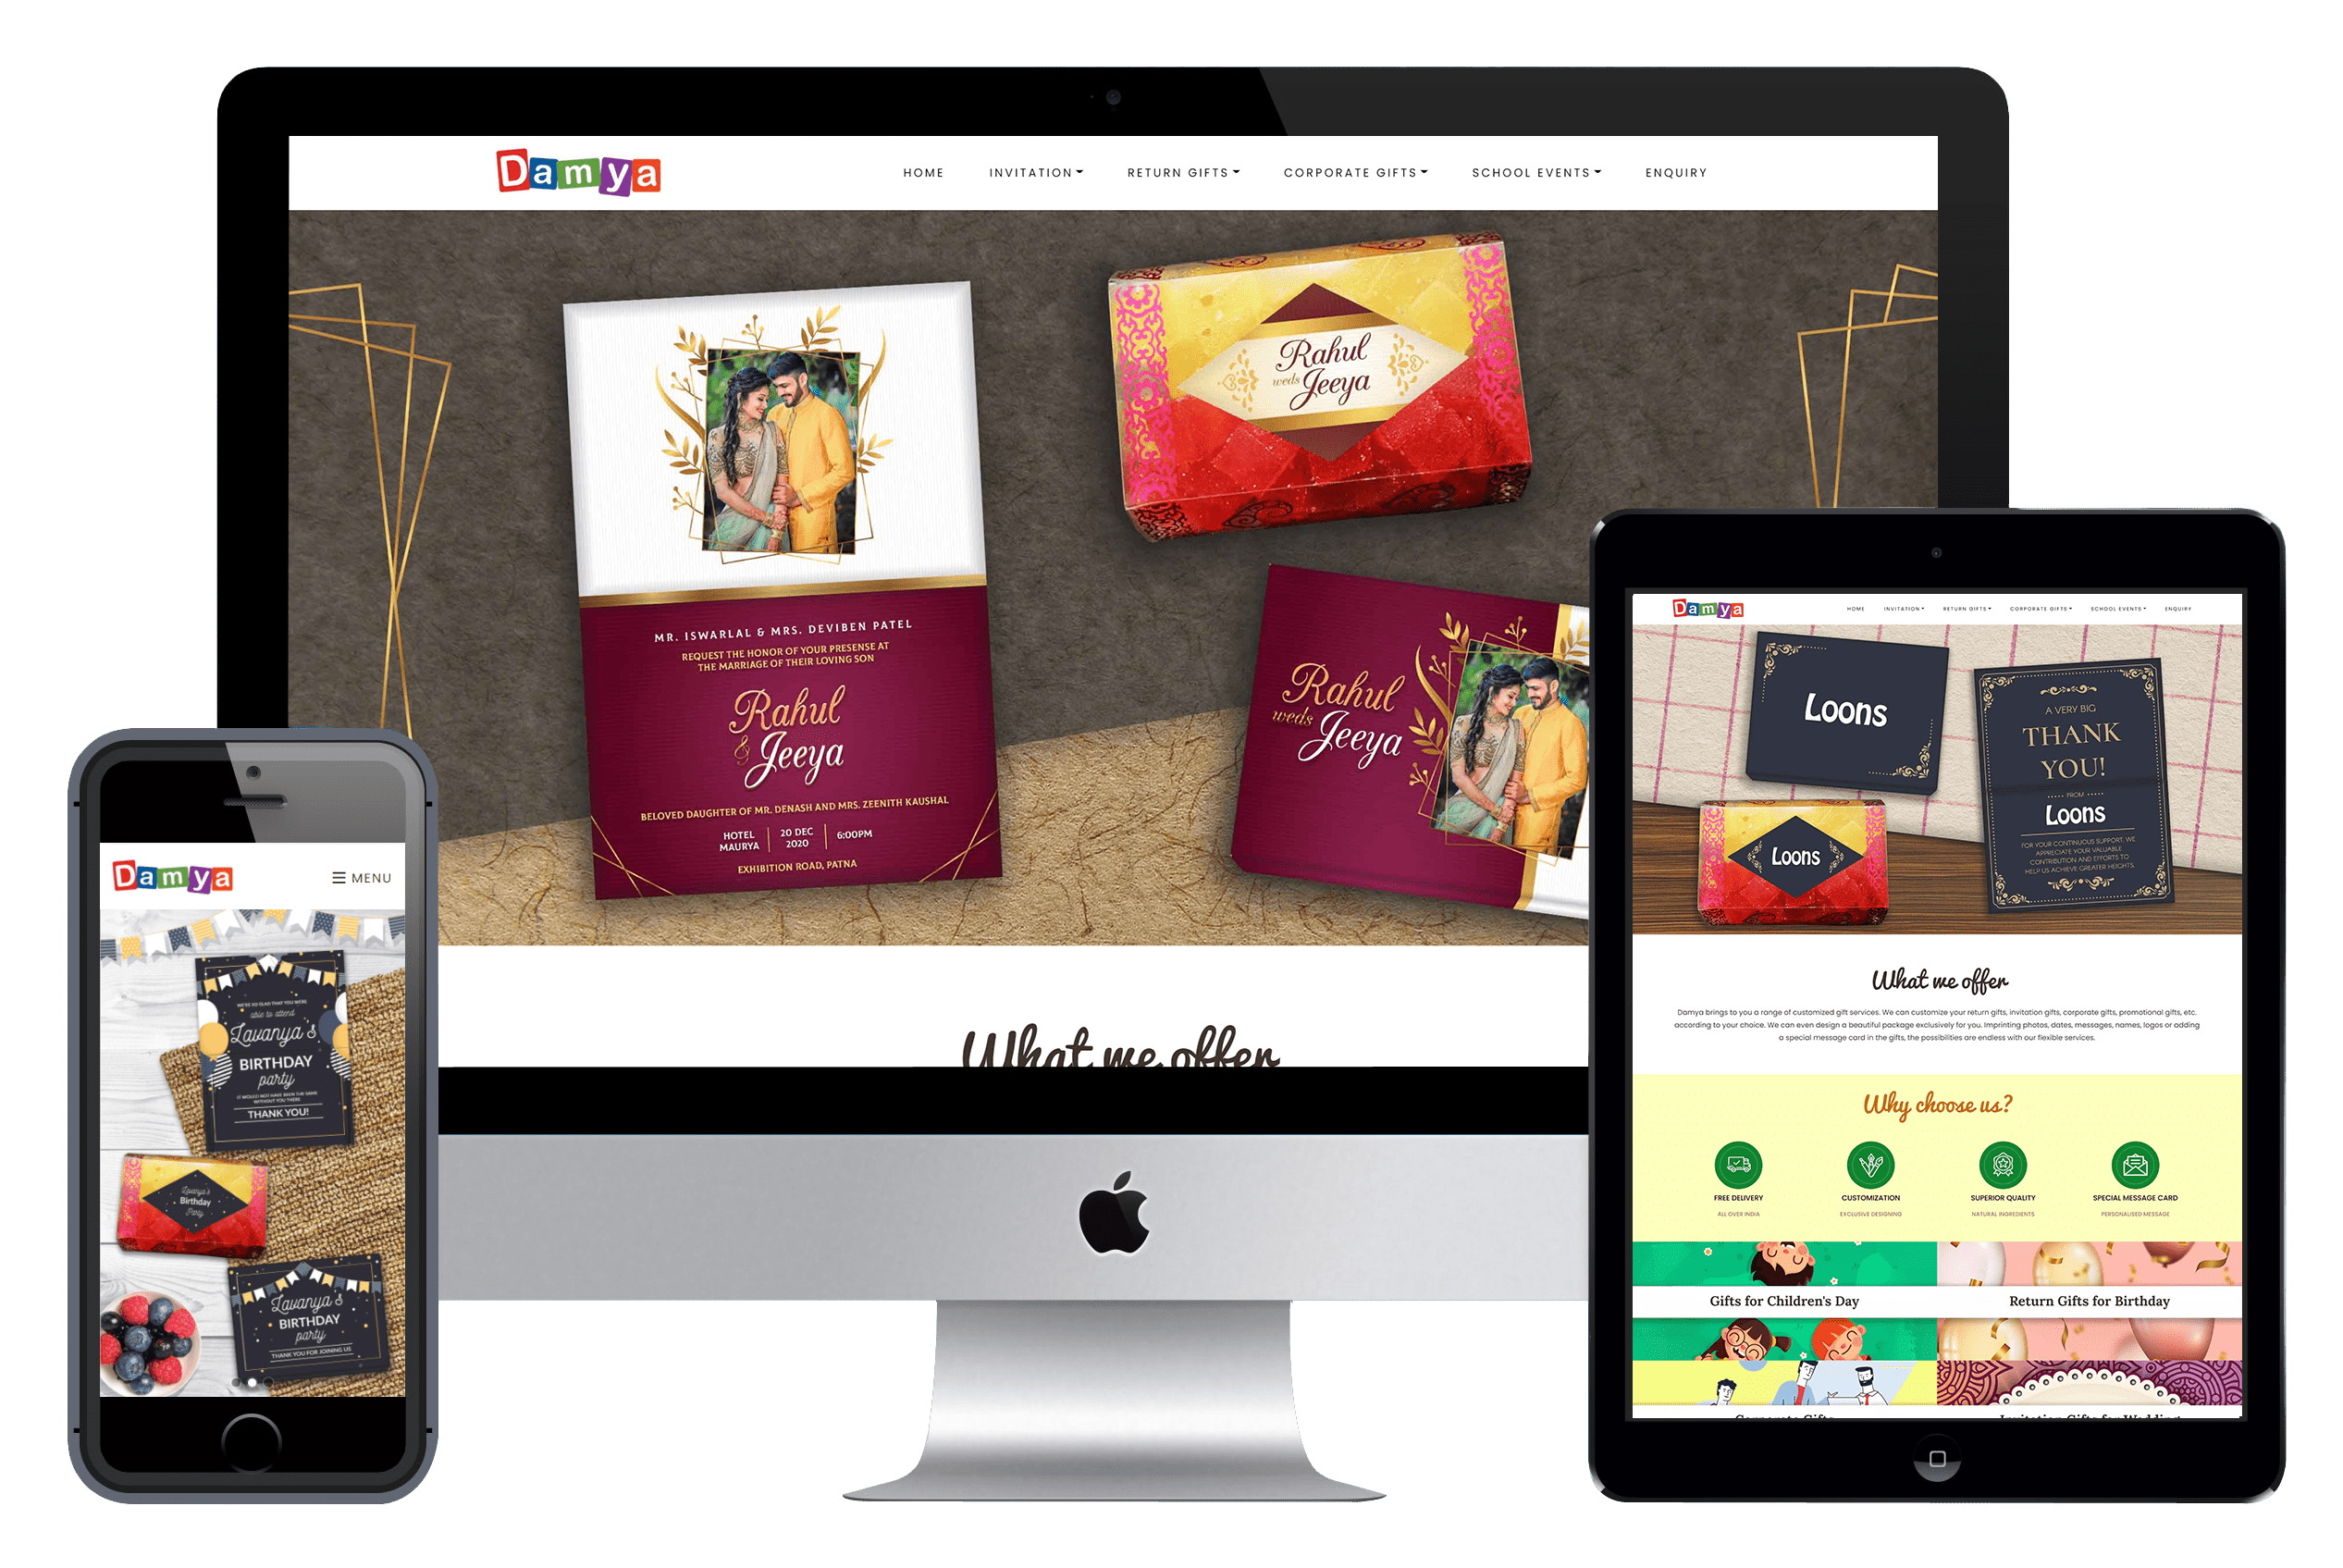 Damya
HOME INVITATION RETURN GIFTS CORPORATE GIFTS SCHOOL EVENTS ENQUIRY
MR. ISWARLAL & MRS. DEVIBEN PATEL
REQUEST THE HONOR OF YOUR PRESENSE AT
THE MARRIAGE OF THEIR LOVING SON
Rahul
&
Jeeya
BELOVED DAUGHTER OF MR. DENASH AND MRS. ZEENITH KAUSHAL
HOTEL
MAURYA
20 DEC
2020
6:00PM
EXHIBITION ROAD, PATNA
Rahul
weds Jeeya
Rahul
weds Jeeya
What we offer
Damya
MENU
WE'RE SO GLAD THAT YOU WERE
able to attend
Lavanya's
BIRTHDAY
party
IT WOULD NOT HAVE BEEN THE SAME
WITHOUT YOU THERE
THANK YOU!
Lavanya's
Birthday
Party
Lavanya's
BIRTHDAY
party
THANK YOU FOR JOINING US
Damya
HOME INVITATION RETURN GIFTS CORPORATE GIFTS SCHOOL EVENTS ENQUIRY
Loons
A VERY BIG
THANK
YOU!
FROM
Loons
FOR YOUR CONTINUOUS SUPPORT. WE
APPRECIATE YOUR VALUABLE
CONTRIBUTION AND EFFORTS TO
HELP US ACHIEVE GREATER HEIGHTS.
Loons
What we offer
Damya brings to you a range of customized gift services. We can customize your return gifts, invitation gifts, corporate gifts, promotional gifts, etc.
according to your choice. We can even design a beautiful package exclusively for you. Imprinting photos, dates, messages, names, logos or adding
a special message card in the gifts, the possibilities are endless with our flexible services.
Why choose us?
FREE DELIVERY
ALL OVER INDIA
CUSTOMIZATION
EXCLUSIVE DESIGNING
SUPERIOR QUALITY
NATURAL INGREDIENTS
SPECIAL MESSAGE CARD
PERSONALISED MESSAGE
Gifts for Children's Day
Return Gifts for Birthday
Corporate Gifts
Invitation Gifts for Wedding